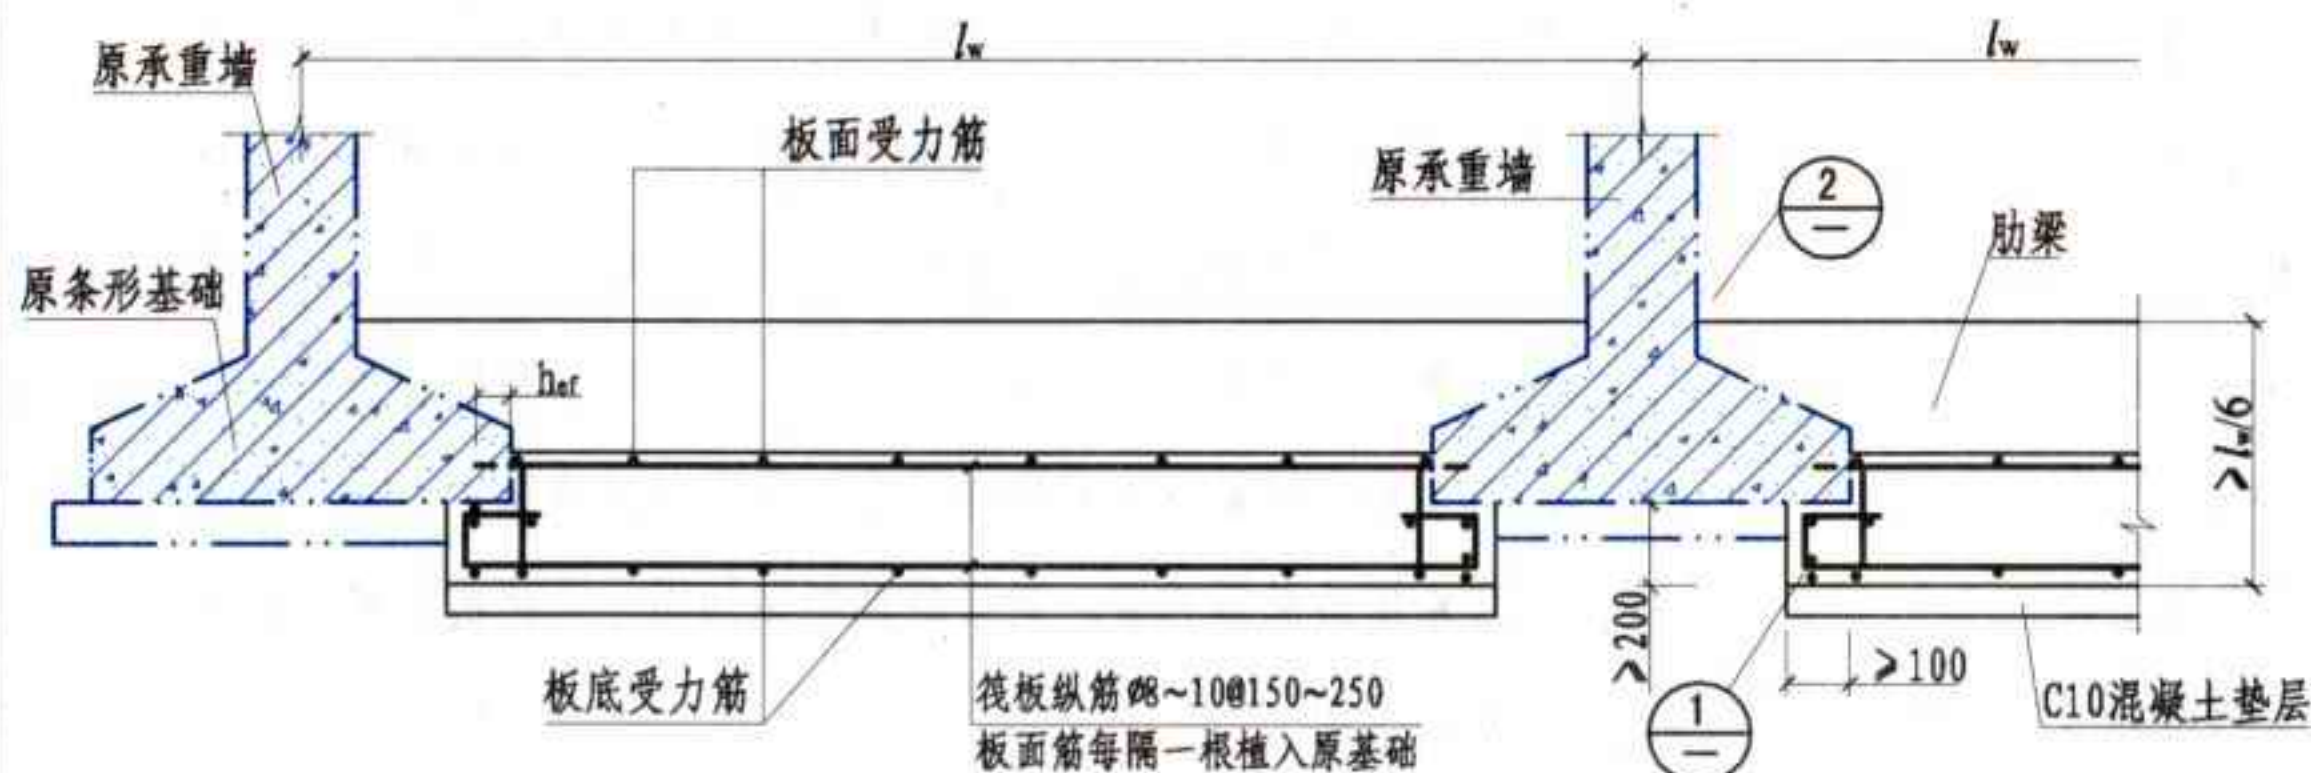 lw
lw
原承重墙
板面受力筋
原承重墙
2
—
肋梁
原条形基础
hef
≥lw/6
≥200
≥100
板底受力筋
筏板纵筋Ø8~10@150~250
板面筋每隔一根植入原基础
1
—
C10混凝土垫层